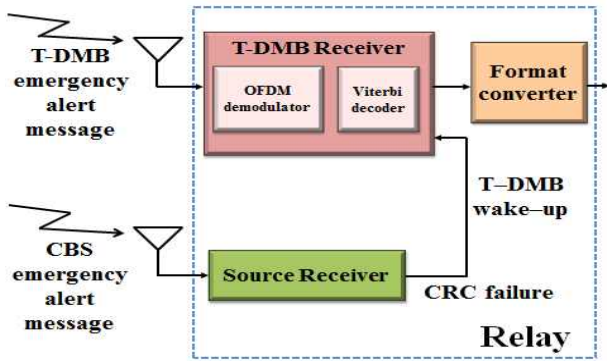 T-DMB
emergency
alert
message
T-DMB Receiver
OFDM
demodulator
Viterbi
decoder
Format
converter
T–DMB
wake–up
CBS
emergency
alert
message
Source Receiver
CRC failure
Relay